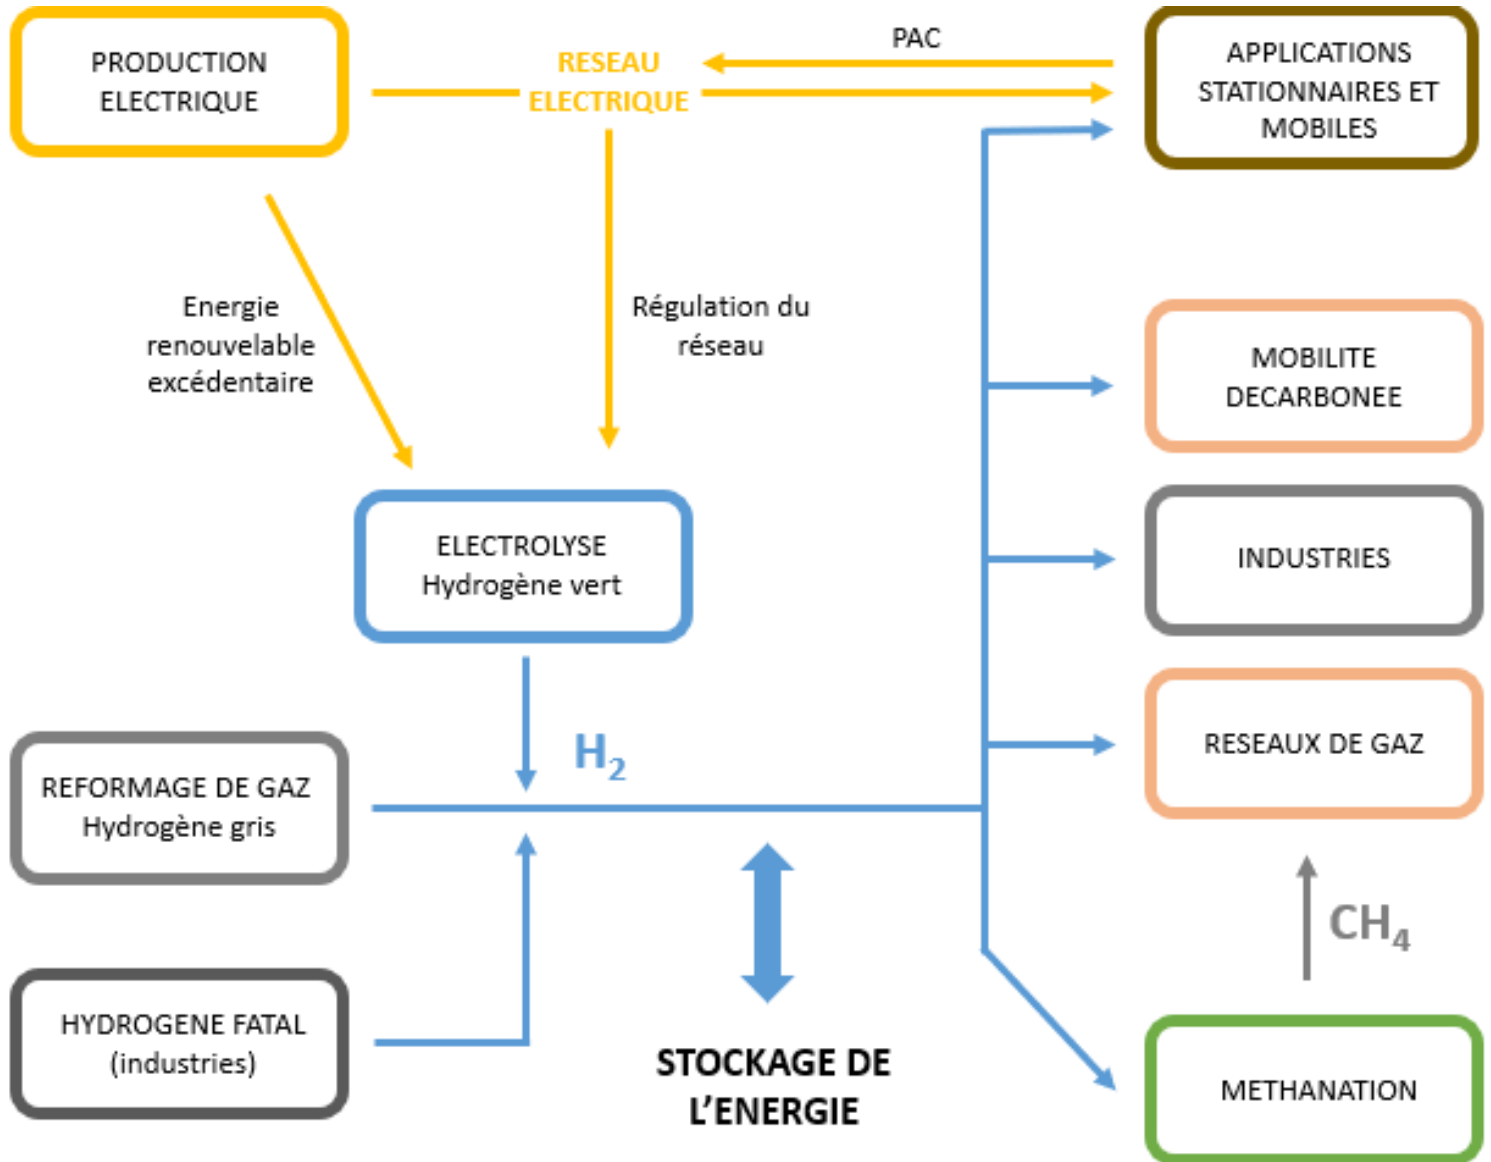 PRODUCTION
ELECTRIQUE
RESEAU
ELECTRIQUE
PAC
APPLICATIONS
STATIONNAIRES ET
MOBILES
Energie
renouvelable
excédentaire
Régulation du
réseau
MOBILITE
DECARBONEE
ELECTROLYSE
Hydrogène vert
INDUSTRIES
H₂
RESEAUX DE GAZ
REFORMAGE DE GAZ
Hydrogène gris
CH₄
HYDROGENE FATAL
(industries)
STOCKAGE DE
L'ENERGIE
METHANATION